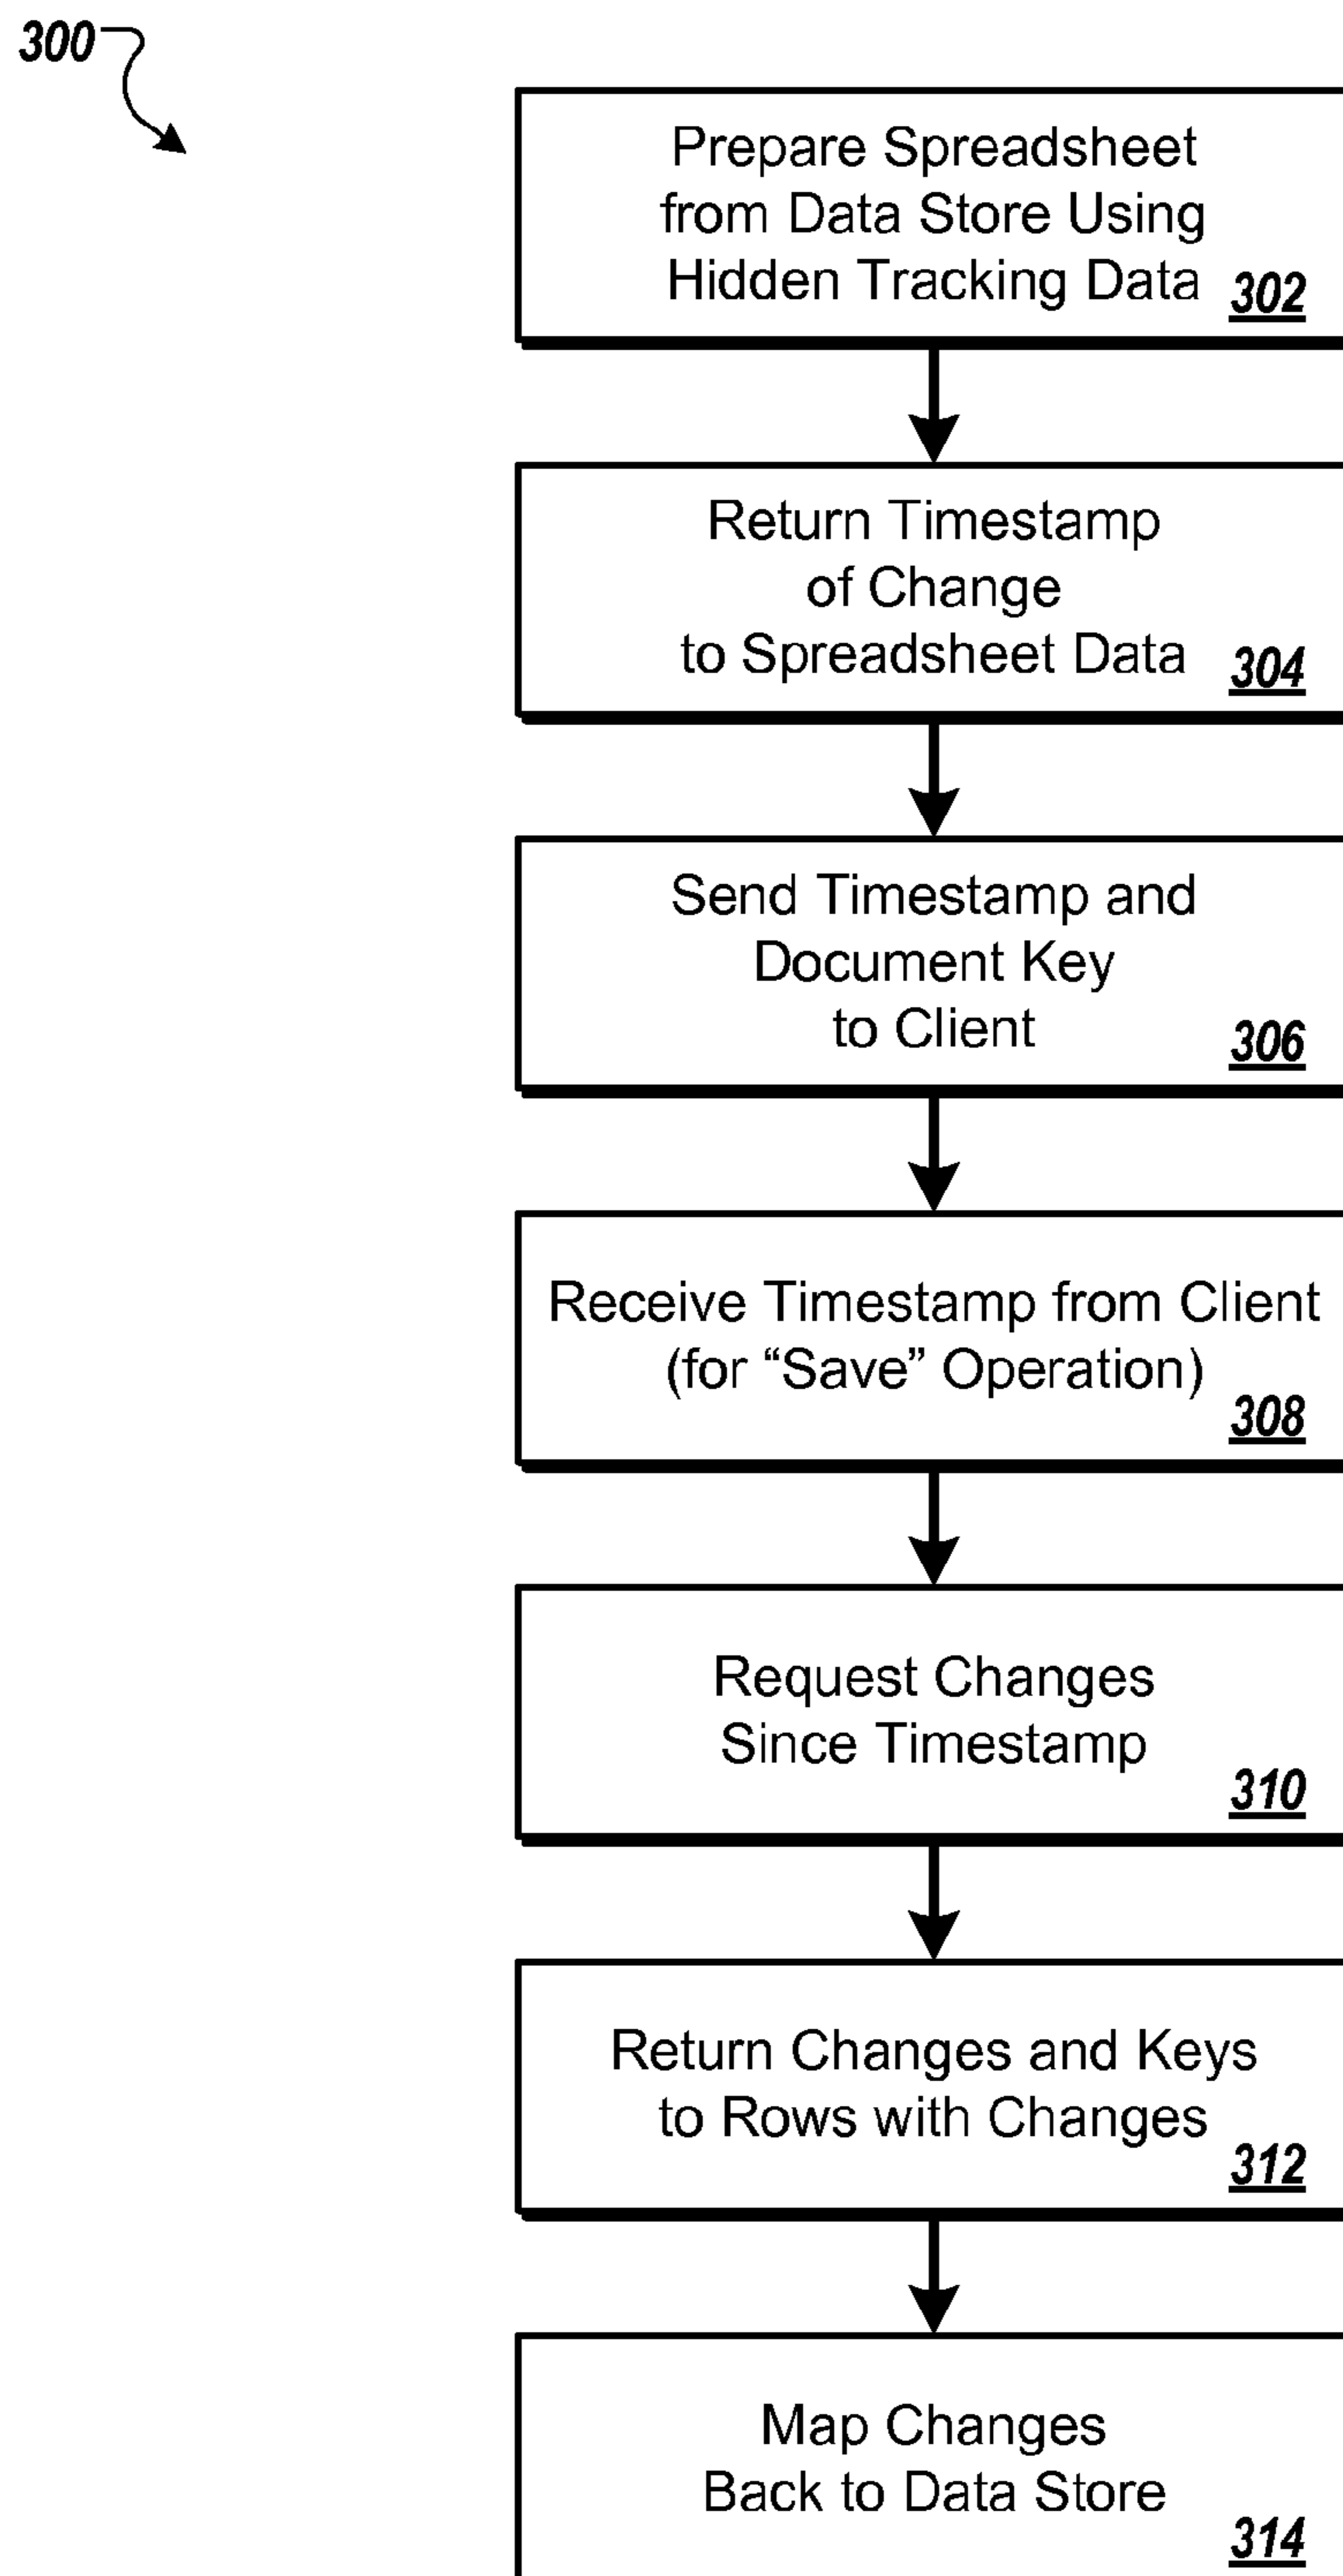 300
Prepare Spreadsheet
from Data Store Using
Hidden Tracking Data 302
Return Timestamp
of Change
to Spreadsheet Data 304
Send Timestamp and
Document Key
to Client 306
Receive Timestamp from Client
(for “Save” Operation)
308
Request Changes
Since Timestamp
310
Return Changes and Keys
to Rows with Changes
312
Map Changes
Back to Data Store
314